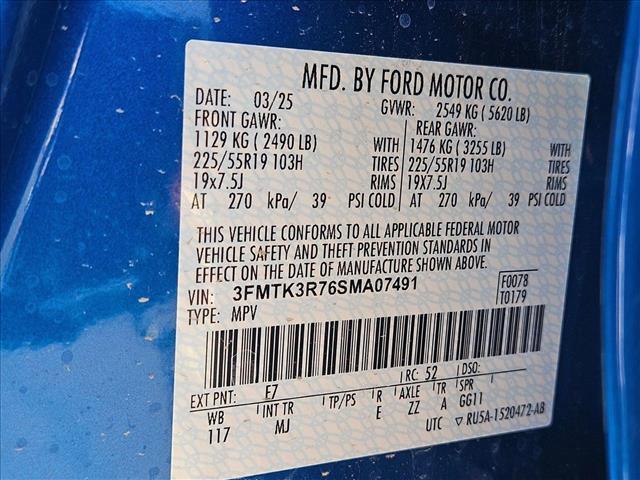 MFD. BY FORD MOTOR CO.
DATE: 03/25 GVWR: 2549 KG ( 5620 LB)
FRONT GAWR: REAR GAWR:
1129 KG ( 2490 LB) WITH 1476 KG ( 3255 LB) WITH
225/55R19 103H TIRES 225/55R19 103H TIRES
19x7.5J RIMS 19x7.5J RIMS
AT 270 kPa/ 39 PSI COLD AT 270 kPa/ 39 PSI COLD
THIS VEHICLE CONFORMS TO ALL APPLICABLE FEDERAL MOTOR
VEHICLE SAFETY AND THEFT PREVENTION STANDARDS IN
EFFECT ON THE DATE OF MANUFACTURE SHOWN ABOVE.
VIN: 3FMTK3R76SMA07491 F0078
TYPE: MPV T0179
EXT PNT: E7 RC: 52 DSO:
WB INT TR TP/PS R AXLE TR SPR
117 MJ E ZZ A GG11
UTC ▽ RU5A-1520472-AB